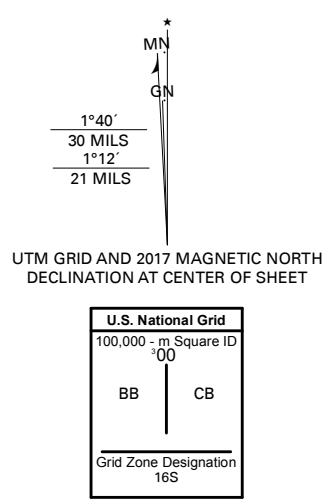 ★
MN
GN
1°40´
30 MILS
1°12´
21 MILS
UTM GRID AND 2017 MAGNETIC NORTH
DECLINATION AT CENTER OF SHEET
U.S. National Grid
100,000 - m Square ID
³00
BB CB
Grid Zone Designation
16S